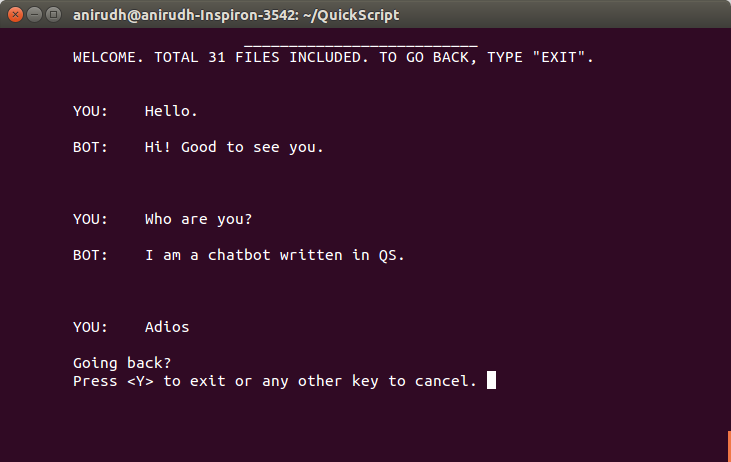 anirudh@anirudh-Inspiron-3542: ~/QuickScript
__________________________
WELCOME. TOTAL 31 FILES INCLUDED. TO GO BACK, TYPE "EXIT".
YOU: Hello.
BOT: Hi! Good to see you.
YOU: Who are you?
BOT: I am a chatbot written in QS.
YOU: Adios
Going back?
Press <Y> to exit or any other key to cancel.